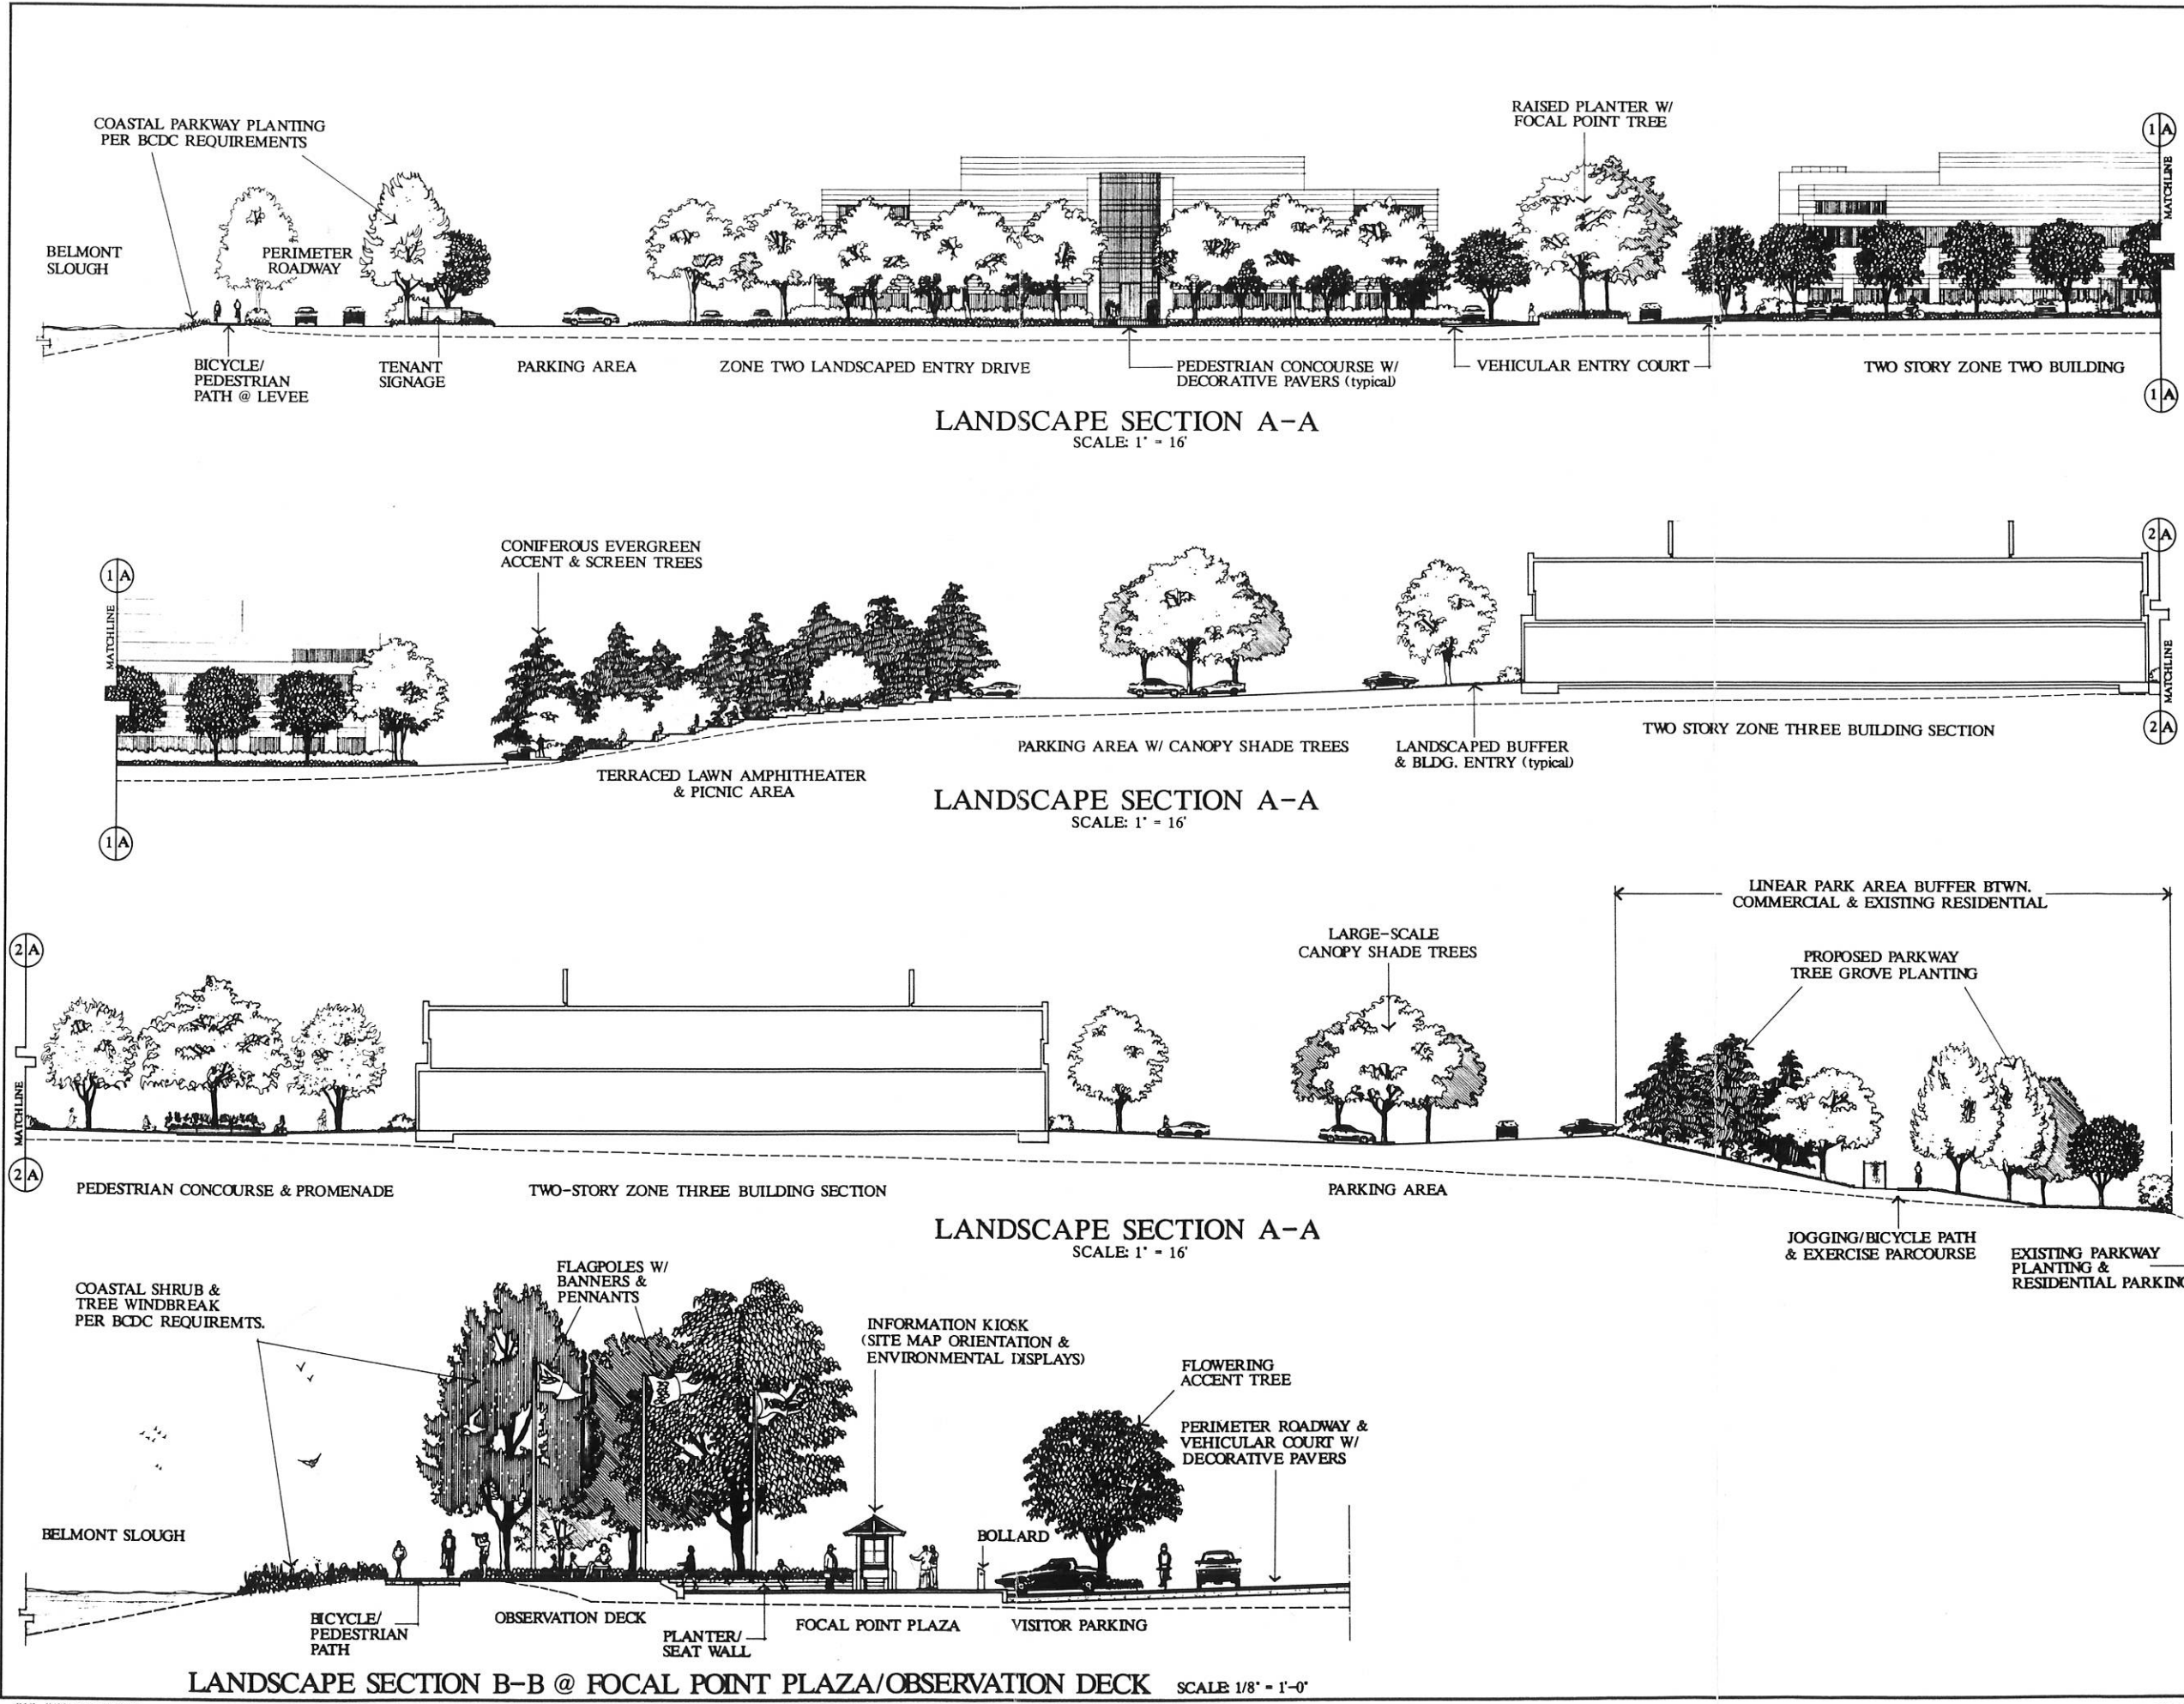 COASTAL PARKWAY PLANTING
PER BCDC REQUIREMENTS
RAISED PLANTER W/
FOCAL POINT TREE
1 A
MATCHLINE
BELMONT
SLOUGH
PERIMETER
ROADWAY
BICYCLE/
PEDESTRIAN
PATH @ LEVEE
TENANT
SIGNAGE
PARKING AREA
ZONE TWO LANDSCAPED ENTRY DRIVE
PEDESTRIAN CONCOURSE W/
DECORATIVE PAVERS (typical)
VEHICULAR ENTRY COURT
TWO STORY ZONE TWO BUILDING
1 A
LANDSCAPE SECTION A-A
SCALE: 1" = 16'
1 A
MATCHLINE
CONIFEROUS EVERGREEN
ACCENT & SCREEN TREES
2 A
MATCHLINE
TERRACED LAWN AMPHITHEATER
& PICNIC AREA
PARKING AREA W/ CANOPY SHADE TREES
LANDSCAPED BUFFER
& BLDG. ENTRY (typical)
TWO STORY ZONE THREE BUILDING SECTION
2 A
1 A
LANDSCAPE SECTION A-A
SCALE: 1" = 16'
2 A
MATCHLINE
LARGE-SCALE
CANOPY SHADE TREES
LINEAR PARK AREA BUFFER BTWN.
COMMERCIAL & EXISTING RESIDENTIAL
PROPOSED PARKWAY
TREE GROVE PLANTING
2 A
PEDESTRIAN CONCOURSE & PROMENADE
TWO-STORY ZONE THREE BUILDING SECTION
PARKING AREA
JOGGING/BICYCLE PATH
& EXERCISE PARCOURSE
EXISTING PARKWAY
PLANTING &
RESIDENTIAL PARKING
LANDSCAPE SECTION A-A
SCALE: 1" = 16'
COASTAL SHRUB &
TREE WINDBREAK
PER BCDC REQUIREMTS.
FLAGPOLES W/
BANNERS &
PENNANTS
INFORMATION KIOSK
(SITE MAP ORIENTATION &
ENVIRONMENTAL DISPLAYS)
FLOWERING
ACCENT TREE
PERIMETER ROADWAY &
VEHICULAR COURT W/
DECORATIVE PAVERS
BELMONT SLOUGH
BOLLARD
BICYCLE/
PEDESTRIAN
PATH
OBSERVATION DECK
PLANTER/
SEAT WALL
FOCAL POINT PLAZA
VISITOR PARKING
LANDSCAPE SECTION B-B @ FOCAL POINT PLAZA/OBSERVATION DECK SCALE: 1/8" = 1'-0"